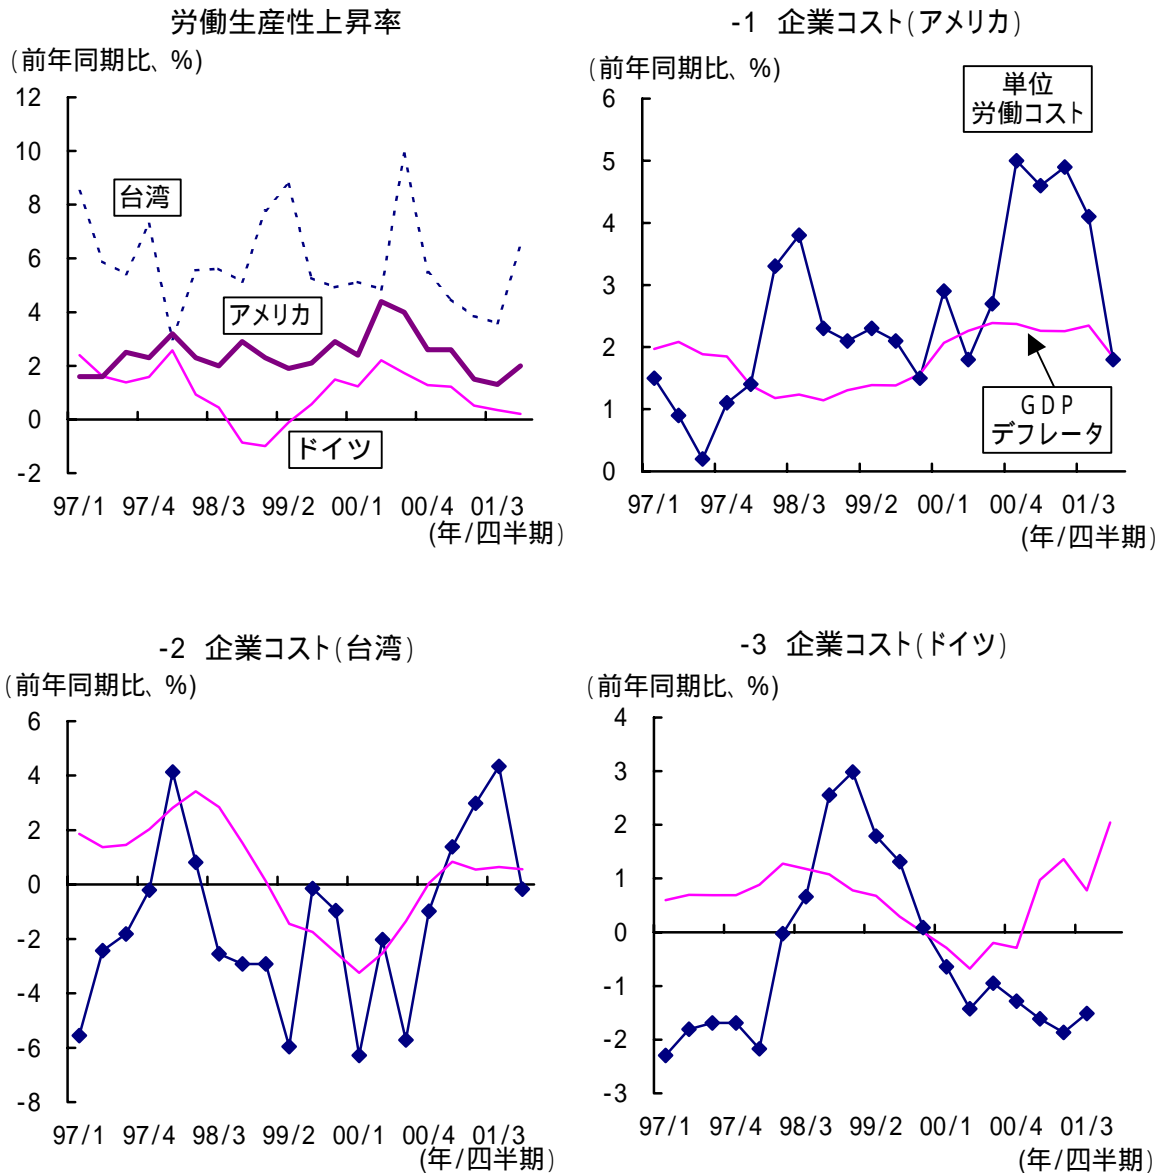 労働生産性上昇率
(前年同期比、%)
12
10
8
6
4
2
0
-2
台湾
アメリカ
ドイツ
97/1 97/4 98/3 99/2 00/1 00/4 01/3
(年/四半期)
-1 企業コスト(アメリカ)
(前年同期比、%)
6
5
4
3
2
1
0
単位
労働コスト
GDP
デフレータ
97/1 97/4 98/3 99/2 00/1 00/4 01/3
(年/四半期)
-2 企業コスト(台湾)
(前年同期比、%)
6
4
2
0
-2
-4
-6
-8
97/1 97/4 98/3 99/2 00/1 00/4 01/3
(年/四半期)
-3 企業コスト(ドイツ)
(前年同期比、%)
4
3
2
1
0
-1
-2
-3
97/1 97/4 98/3 99/2 00/1 00/4 01/3
(年/四半期)